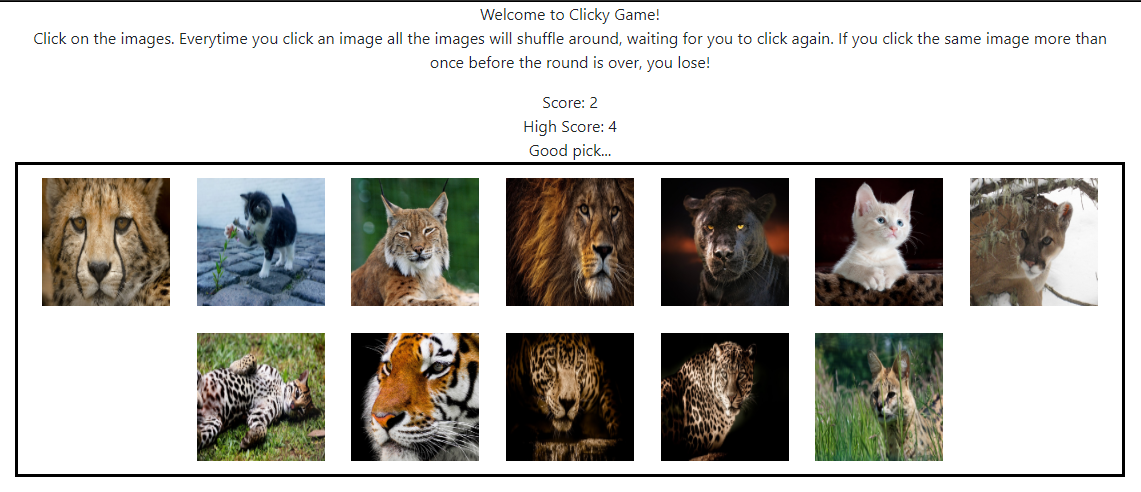 Welcome to Clicky Game!
Click on the images. Everytime you click an image all the images will shuffle around, waiting for you to click again. If you click the same image more than
once before the round is over, you lose!
Score: 2
High Score: 4
Good pick...